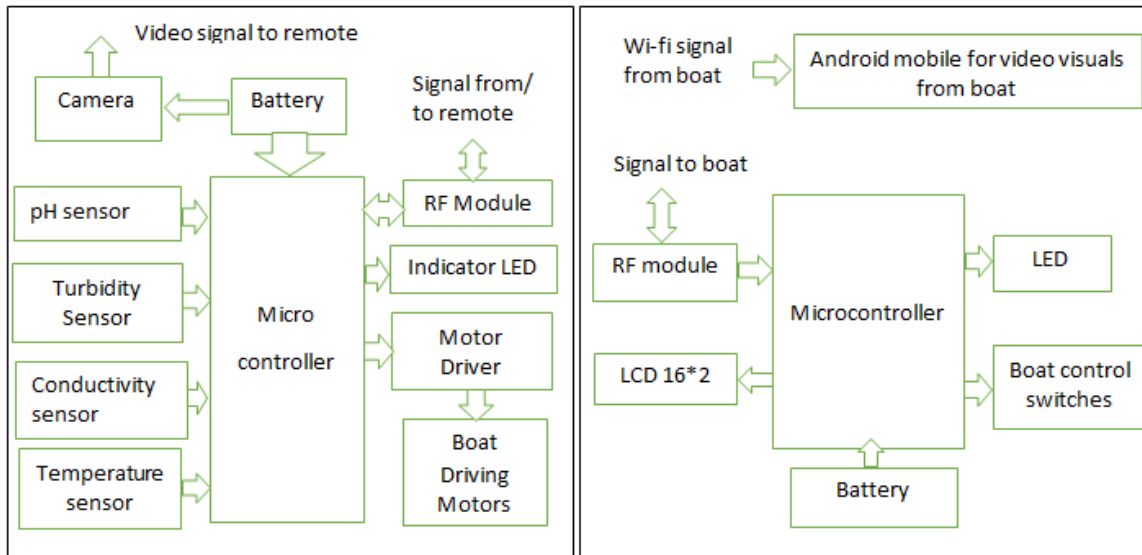 Video signal to remote
Camera
Battery
Signal from/
to remote
pH sensor
RF Module
Turbidity
Sensor
Indicator LED
Micro
controller
Motor
Driver
Conductivity
sensor
Boat
Driving
Motors
Temperature
sensor
Wi-fi signal
from boat
Android mobile for video visuals
from boat
Signal to boat
RF module
Microcontroller
LED
LCD 16*2
Boat control
switches
Battery